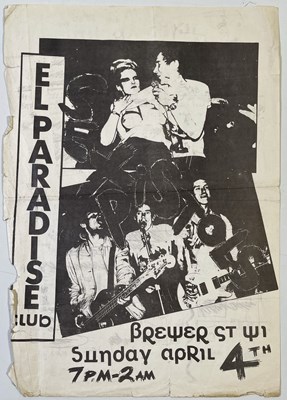 EL PARADISE
CLUB
BREWER ST W1
SUNDAY APRIL 4TH
7PM-2AM